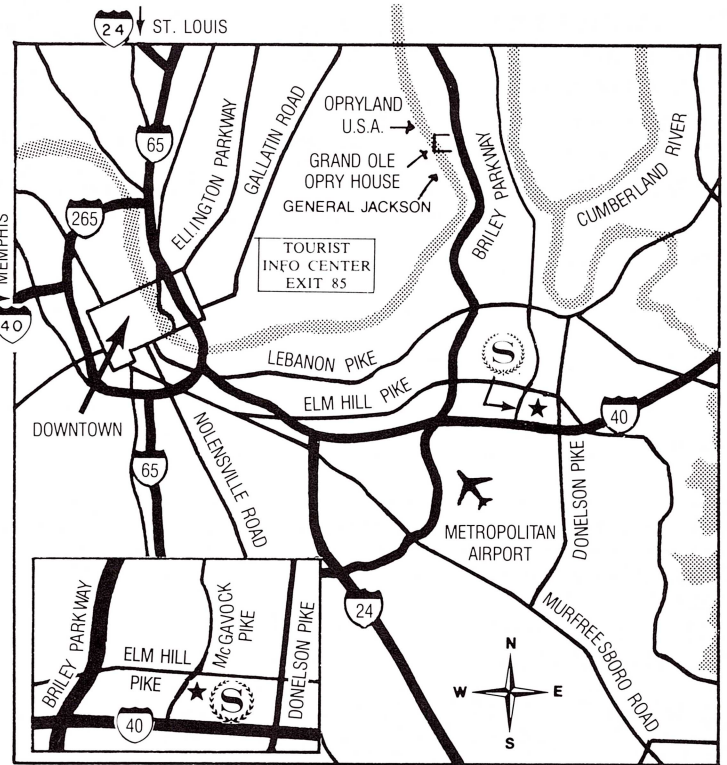 24
ST. LOUIS
65
ELLINGTON PARKWAY
GALLATIN ROAD
OPRYLAND
U.S.A.
GRAND OLE
OPRY HOUSE
GENERAL JACKSON
BRILEY PARKWAY
CUMBERLAND RIVER
265
TOURIST
INFO CENTER
EXIT 85
MEMPHIS
40
LEBANON PIKE
S
ELM HILL PIKE
40
DOWNTOWN
65
NOLENSVILLE ROAD
METROPOLITAN
AIRPORT
DONELSON PIKE
24
MURFREESBORO ROAD
N
W
E
S
BRILEY PARKWAY
ELM HILL
PIKE
McGAVOCK
PIKE
DONELSON PIKE
S
40